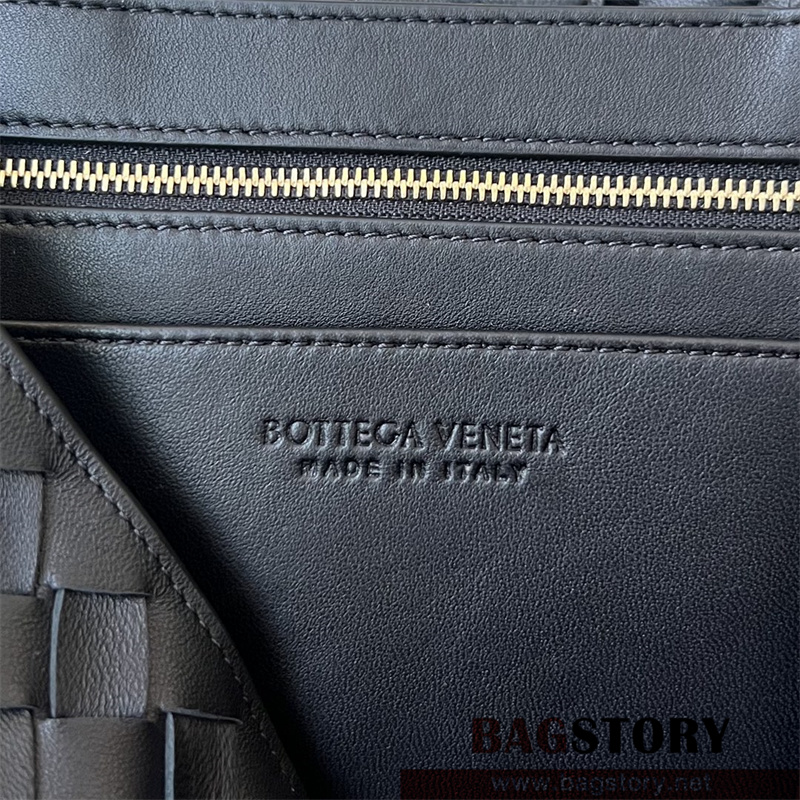 BOTTEGA VENETA
MADE IN ITALY
BAGSTORY
www.bagstory.net